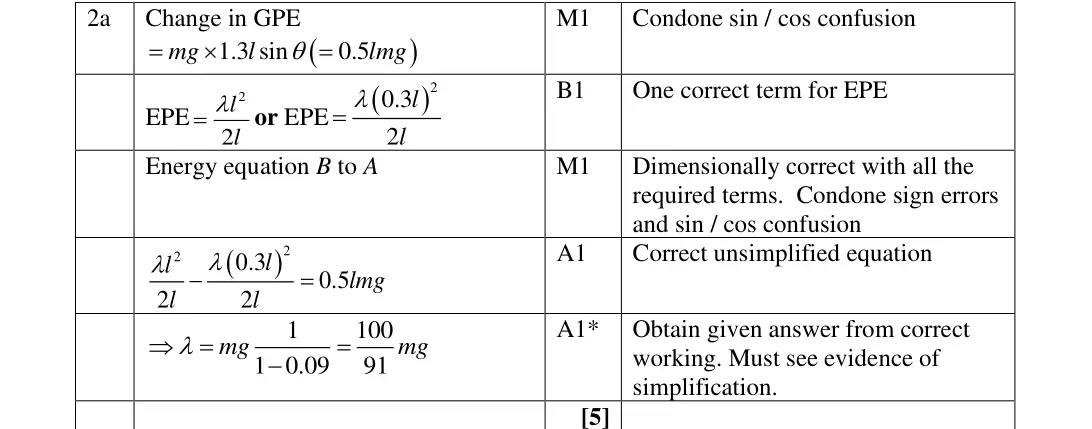 2a Change in GPE M1 Condone sin / cos confusion
= mg × 1.3l sin θ (= 0.5lmg)
EPE = λl²/2l or EPE = λ(0.3l)²/2l B1 One correct term for EPE
Energy equation B to A M1 Dimensionally correct with all the
required terms. Condone sign errors
and sin / cos confusion
λl²/2l − λ(0.3l)²/2l = 0.5lmg A1 Correct unsimplified equation
⇒ λ = mg 1/(1−0.09) = 100/91 mg A1* Obtain given answer from correct
working. Must see evidence of
simplification.
[5]